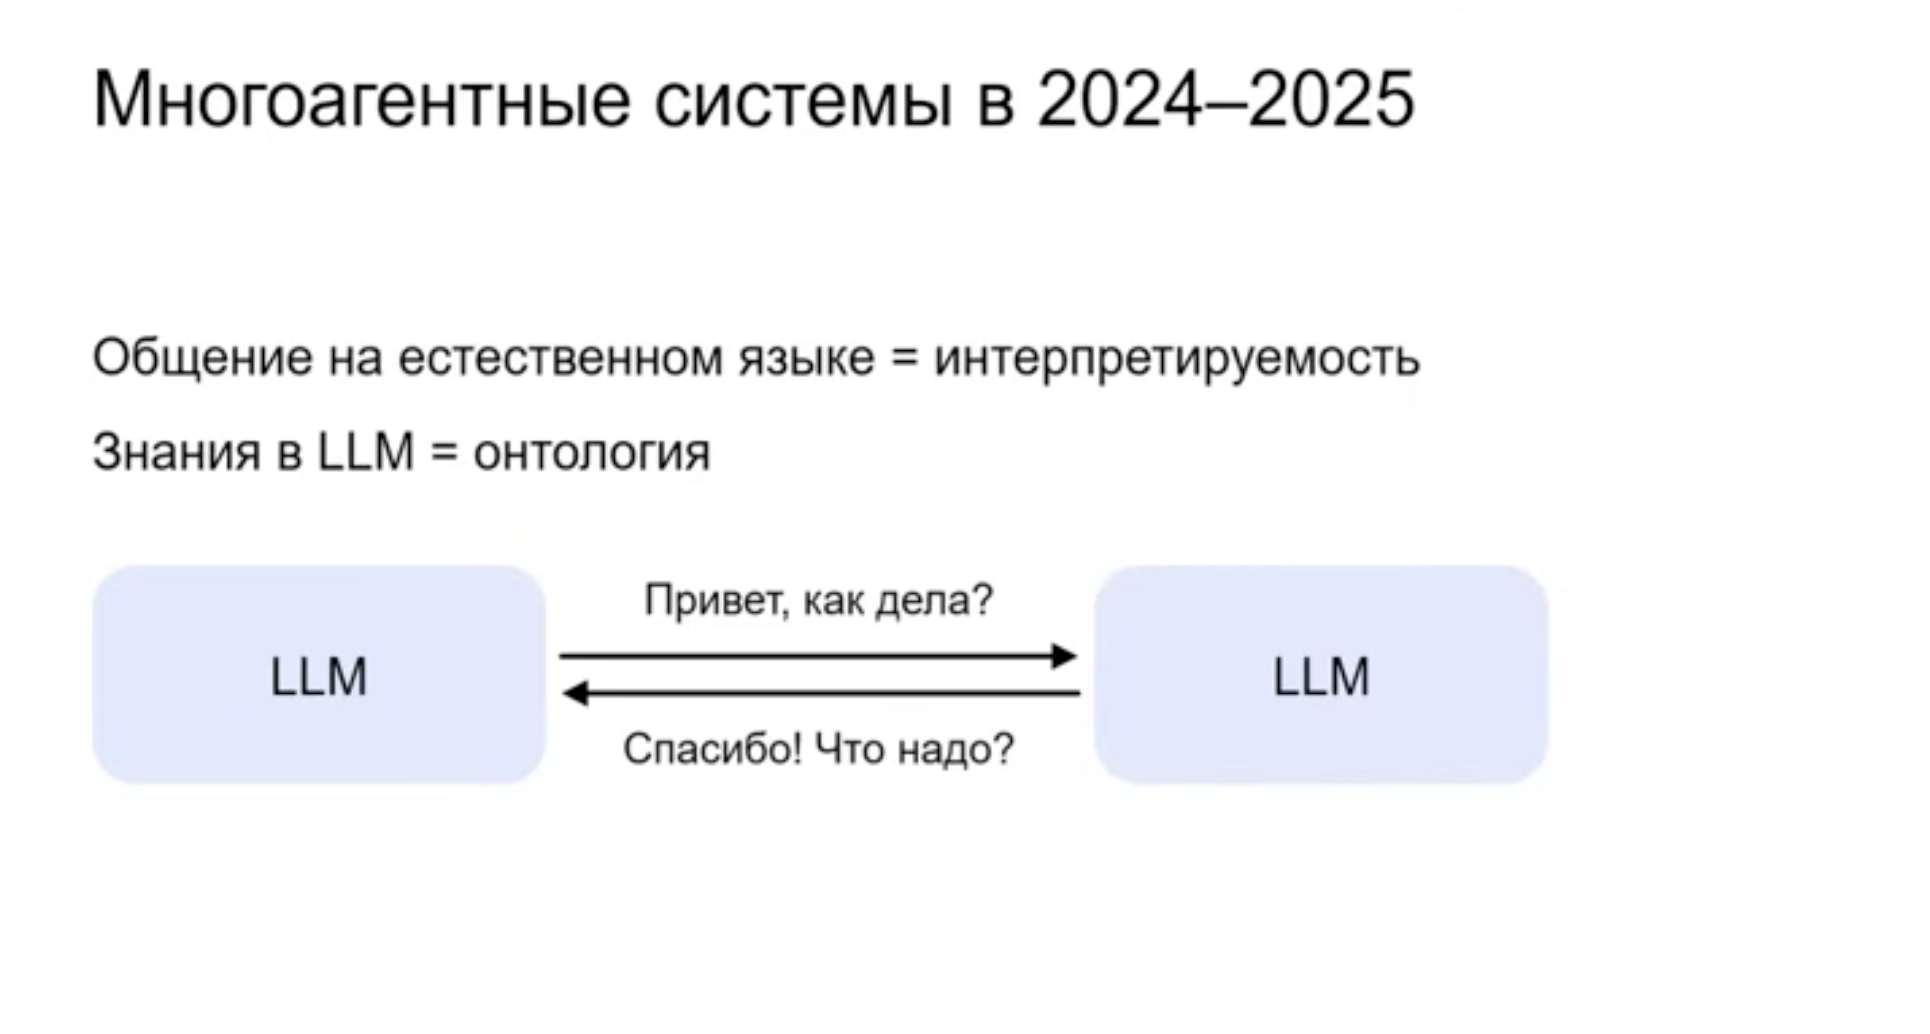 Многоагентные системы в 2024–2025
Общение на естественном языке = интерпретируемость
Знания в LLM = онтология
Привет, как дела?
LLM
LLM
Спасибо! Что надо?